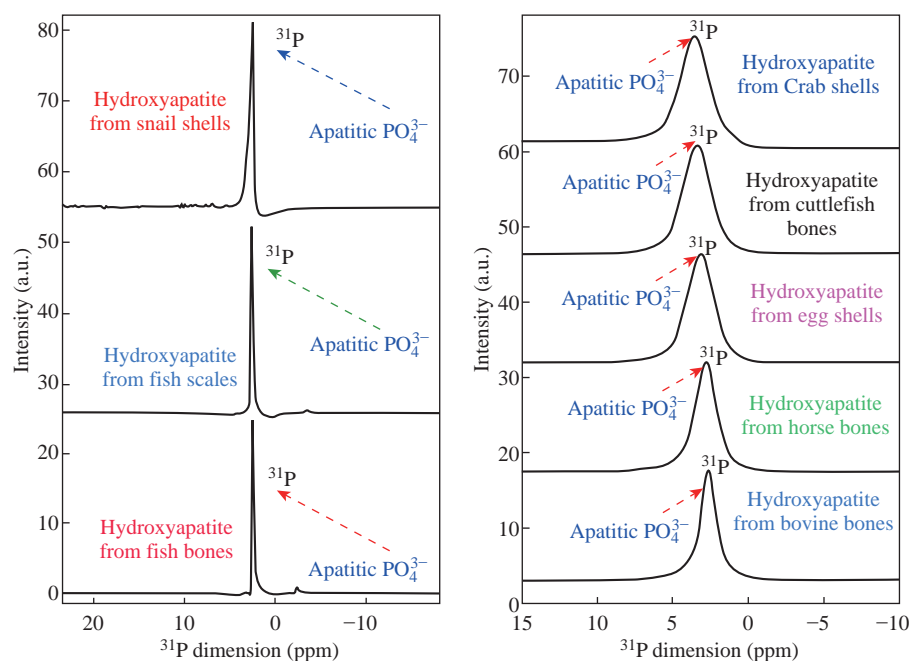 Intensity (a.u.)
80
70
60
50
40
30
20
10
0
20
10
0
−10
³¹P dimension (ppm)
³¹P
Hydroxyapatite
from snail shells
Apatitic PO₄³⁻
³¹P
Hydroxyapatite
from fish scales
Apatitic PO₄³⁻
³¹P
Hydroxyapatite
from fish bones
Apatitic PO₄³⁻
Intensity (a.u.)
70
60
50
40
30
20
10
0
15
10
5
0
−5
−10
³¹P dimension (ppm)
³¹P
Apatitic PO₄³⁻
Hydroxyapatite
from Crab shells
³¹P
Apatitic PO₄³⁻
Hydroxyapatite
from cuttlefish
bones
³¹P
Apatitic PO₄³⁻
Hydroxyapatite
from egg shells
³¹P
Apatitic PO₄³⁻
Hydroxyapatite
from horse bones
³¹P
Apatitic PO₄³⁻
Hydroxyapatite
from bovine bones